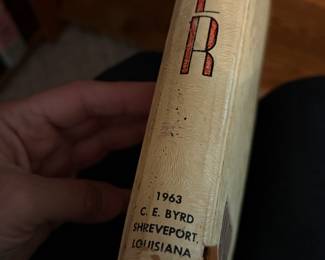 R
1963
C. E. BYRD
SHREVEPORT,
LOUISIANA